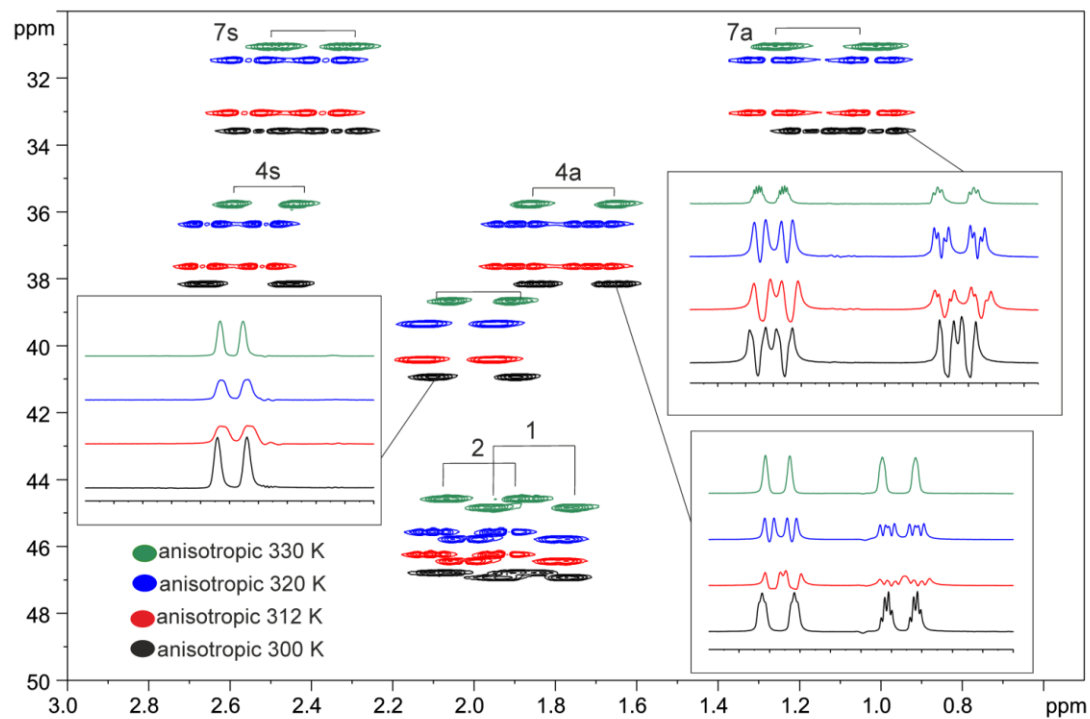 ppm
7s
7a
32
34
4s
4a
36
38
40
42
2
1
44
46
48
50
anisotropic 330 K
anisotropic 320 K
anisotropic 312 K
anisotropic 300 K
3.0 2.8 2.6 2.4 2.2 2.0 1.8 1.6 1.4 1.2 1.0 0.8 ppm